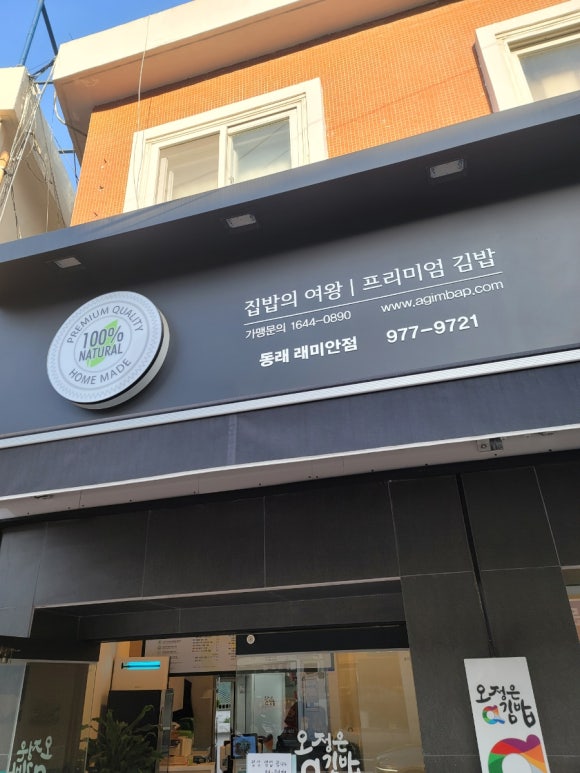 PREMIUM QUALITY
100%
NATURAL
HOME MADE
집밥의 여왕 | 프리미엄 김밥
가맹문의 1644-0890
www.agimbap.com
동래 래미안점 977-9721
오정은
김밥
오정은
김밥